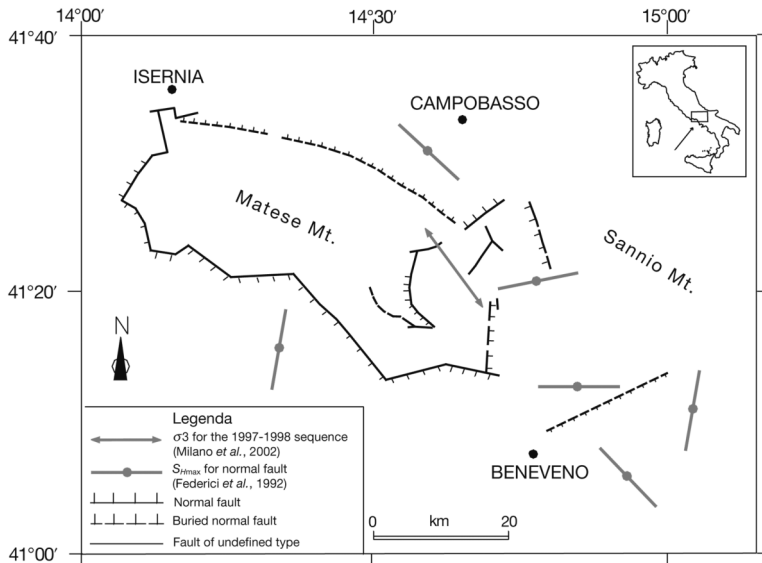 14°00′ 14°30′ 15°00′
41°40′
ISERNIA
CAMPOBASSO
Matese Mt.
Sannio Mt.
41°20′
N
Legenda
σ3 for the 1997-1998 sequence
(Milano et al., 2002)
SHmax for normal fault
(Federici et al., 1992)
Normal fault
Buried normal fault
Fault of undefined type
BENEVENO
0 km 20
41°00′